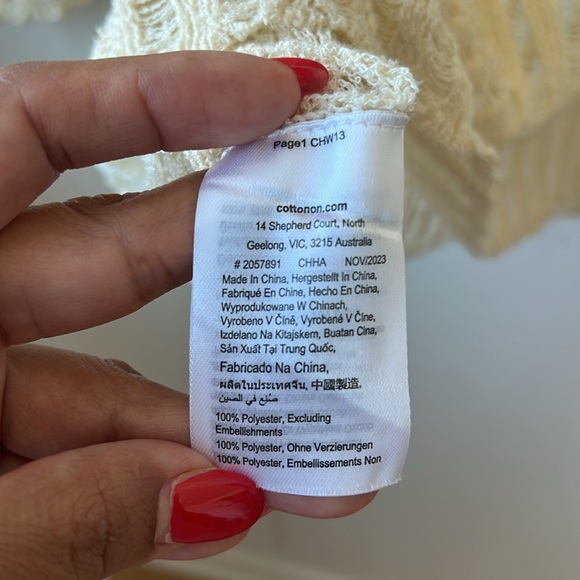 Page1 CHW13
cottonon.com
14 Shepherd Court, North
Geelong, VIC, 3215 Australia
# 2057891 CHHA NOV/2023
Made In China, Hergestellt In China,
Fabriqué En Chine, Hecho En China,
Wyprodukowane W Chinach,
Vyrobeno V Číně, Vyrobené V Číne,
Izdelano Na Kitajskem, Buatan Cina,
Sản Xuất Tại Trung Quốc,
Fabricado Na China,
ผลิตในประเทศจีน, 中國製造,
صُنِع في الصين
100% Polyester, Excluding
Embellishments
100% Polyester, Ohne Verzierungen
100% Polyester, Embellissements Non